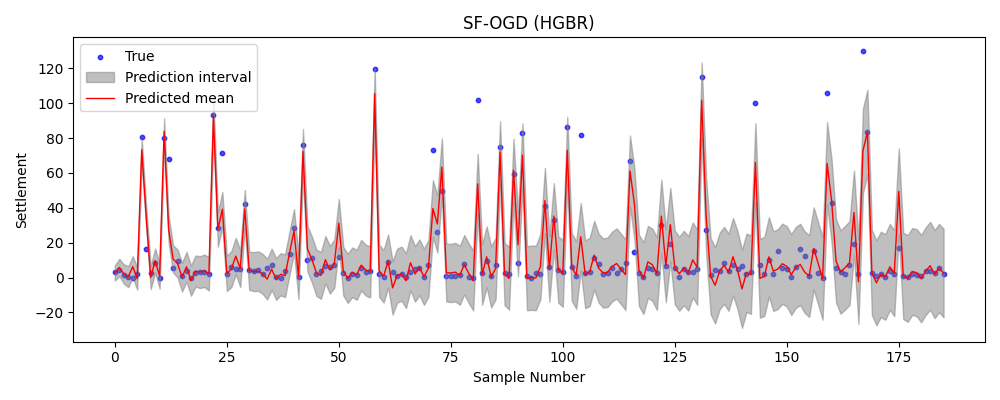 SF-OGD (HGBR)
True
Prediction interval
Predicted mean
Settlement
120
100
80
60
40
20
0
−20
0 25 50 75 100 125 150 175
Sample Number